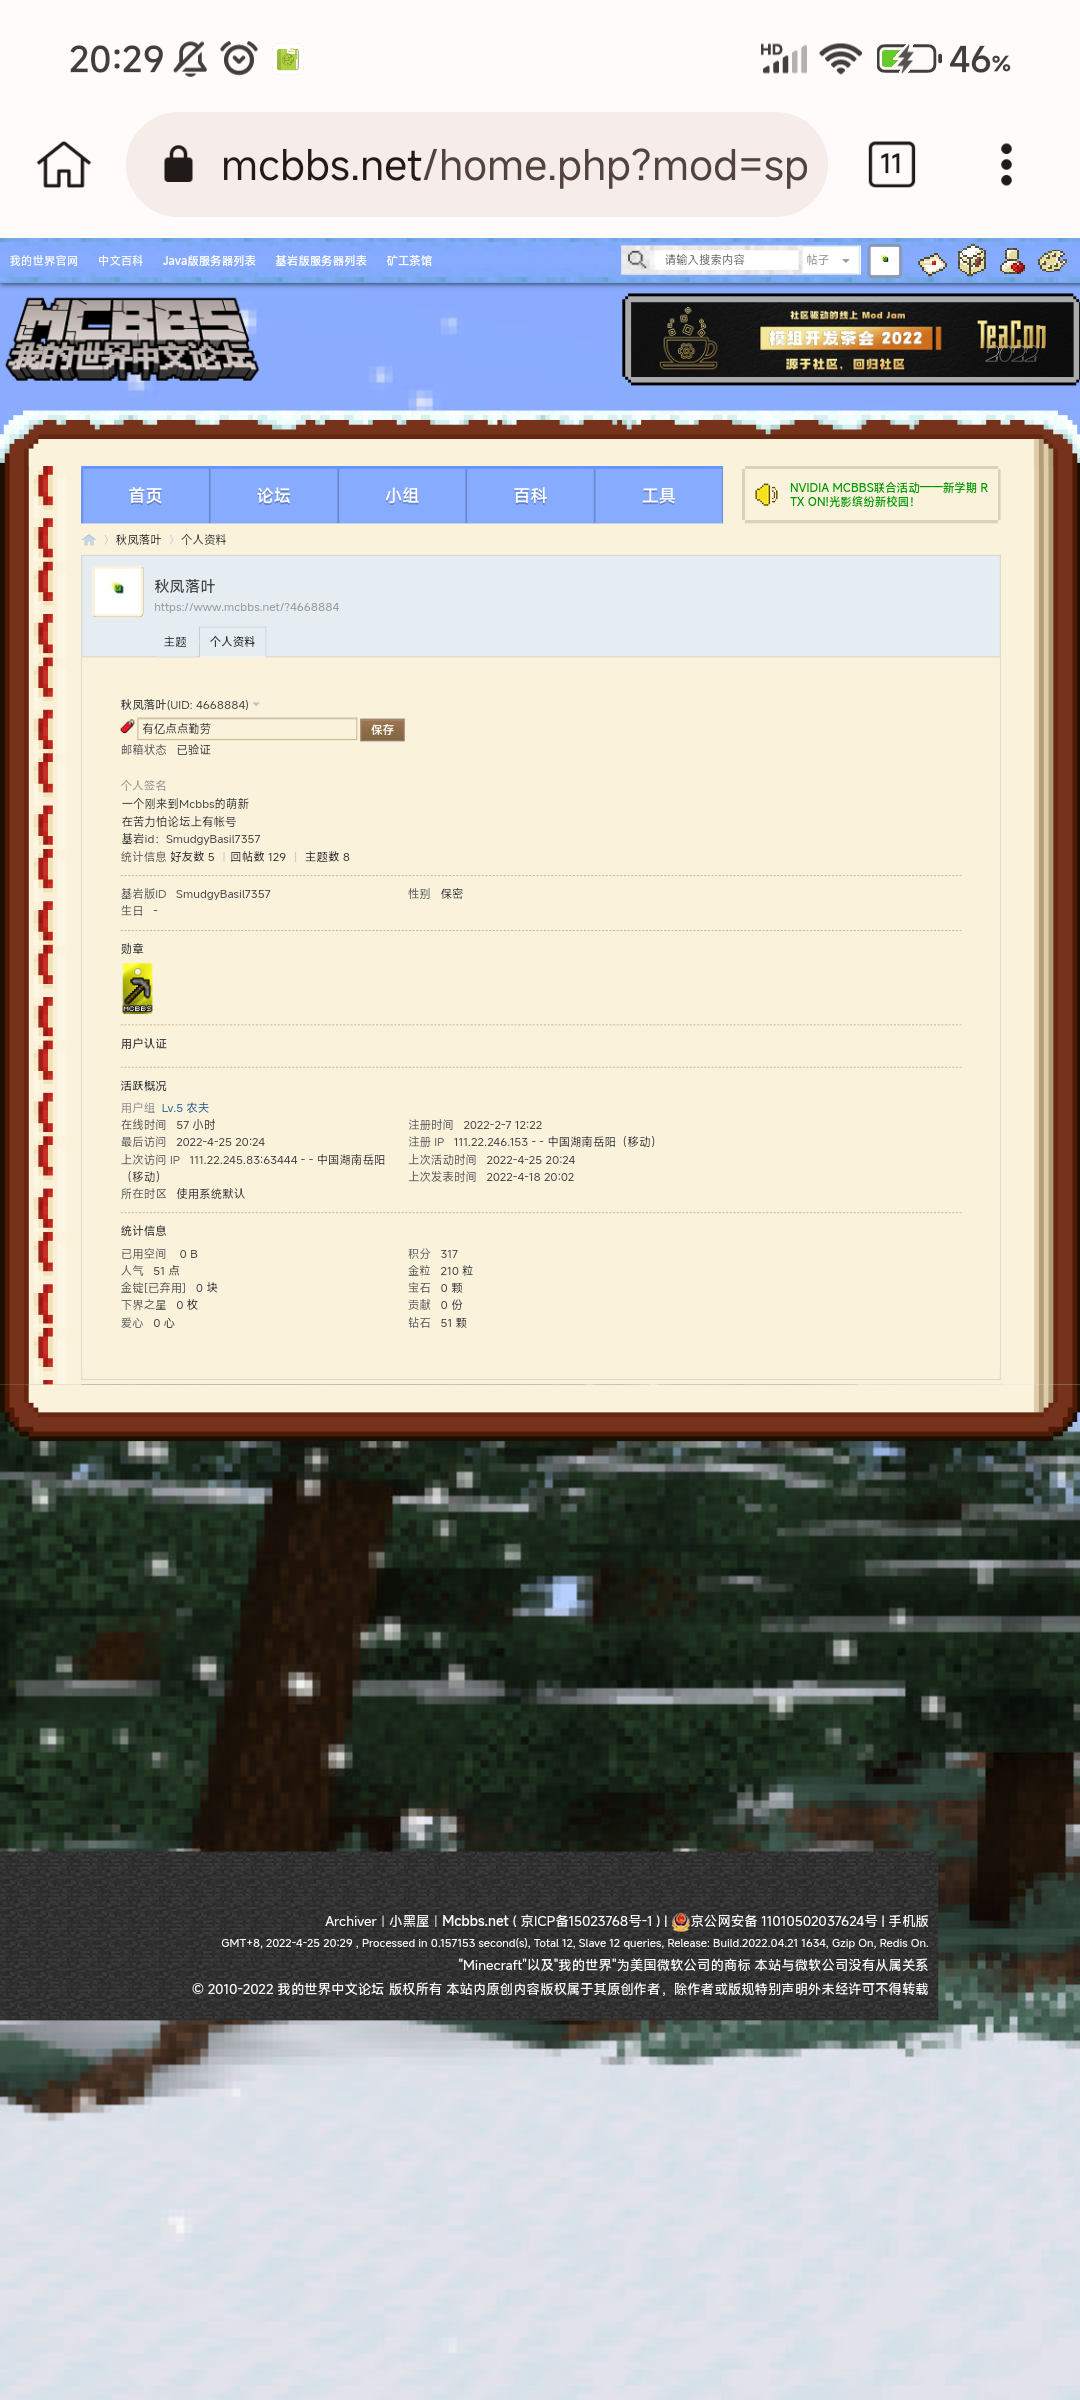 20:29 HD 46%
mcbbs.net/home.php?mod=sp 11
我的世界官网 中文百科 Java版服务器列表 基岩版服务器列表 矿工茶馆 请输入搜索内容 帖子
MCBBS
我的世界中文论坛
社区驱动的线上 Mod Jam
模组开发茶会 2022
源于社区，回归社区
TeaCon
2022
首页 论坛 小组 百科 工具
NVIDIA MCBBS联合活动——新学期 R
TX ON!光影缤纷新校园！
秋凤落叶 个人资料
秋凤落叶
https://www.mcbbs.net/?4668884
主题 个人资料
秋凤落叶(UID: 4668884)
有亿点点勤劳 保存
邮箱状态 已验证
个人签名
一个刚来到Mcbbs的萌新
在苦力怕论坛上有帐号
基岩id：SmudgyBasil7357
统计信息 好友数 5 | 回帖数 129 | 主题数 8
基岩版ID SmudgyBasil7357 性别 保密
生日 -
勋章
MCBBS
用户认证
活跃概况
用户组 Lv.5 农夫
在线时间 57 小时 注册时间 2022-2-7 12:22
最后访问 2022-4-25 20:24 注册 IP 111.22.246.153 - - 中国湖南岳阳（移动）
上次访问 IP 111.22.245.83:63444 - - 中国湖南岳阳 上次活动时间 2022-4-25 20:24
（移动） 上次发表时间 2022-4-18 20:02
所在时区 使用系统默认
统计信息
已用空间 0 B 积分 317
人气 51 点 金粒 210 粒
金锭[已弃用] 0 块 宝石 0 颗
下界之星 0 枚 贡献 0 份
爱心 0 心 钻石 51 颗
Archiver | 小黑屋 | Mcbbs.net ( 京ICP备15023768号-1 ) | 京公网安备 11010502037624号 | 手机版
GMT+8, 2022-4-25 20:29 , Processed in 0.157153 second(s), Total 12, Slave 12 queries, Release: Build.2022.04.21 1634, Gzip On, Redis On.
"Minecraft"以及"我的世界"为美国微软公司的商标 本站与微软公司没有从属关系
© 2010-2022 我的世界中文论坛 版权所有 本站内原创内容版权属于其原创作者，除作者或版规特别声明外未经许可不得转载